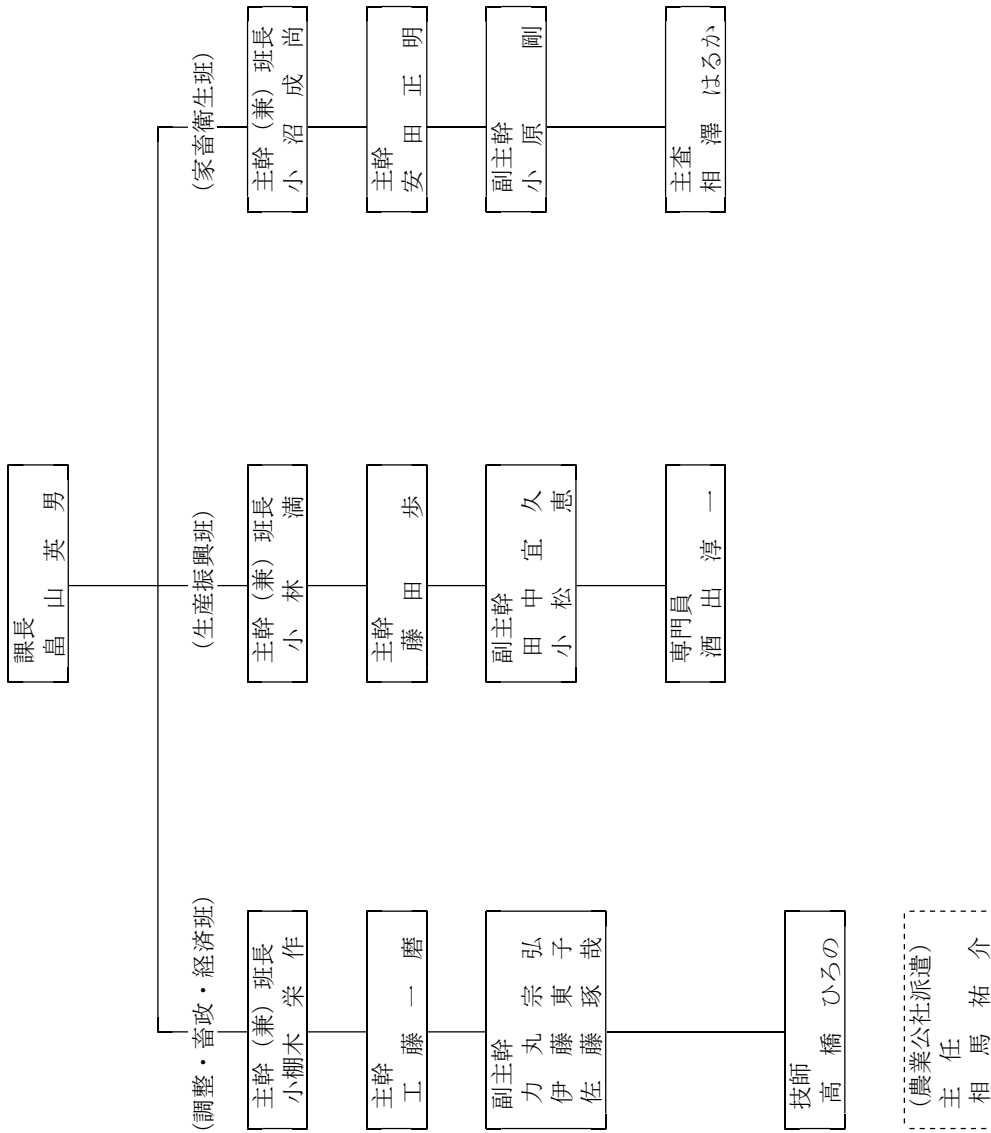 課長
畠 山 英 男
(調整・畜政・経済班)
主幹（兼）班長
小棚木 栄 作
主幹
工 藤 一 磨
副主幹
力 丸 宗 弘
伊 藤 東 子
佐 藤 琢 哉
技師
高 橋 ひろの
(農業公社派遣)
主 任
相 馬 祐 介
(生産振興班)
主幹（兼）班長
小 林 満
主幹
藤 田 歩
副主幹
田 中 宜 久
小 松 恵
専門員
酒 出 淳 一
(家畜衛生班)
主幹（兼）班長
小 沼 成 尚
主幹
安 田 正 明
副主幹
小 原 剛
主査
相 澤 はるか